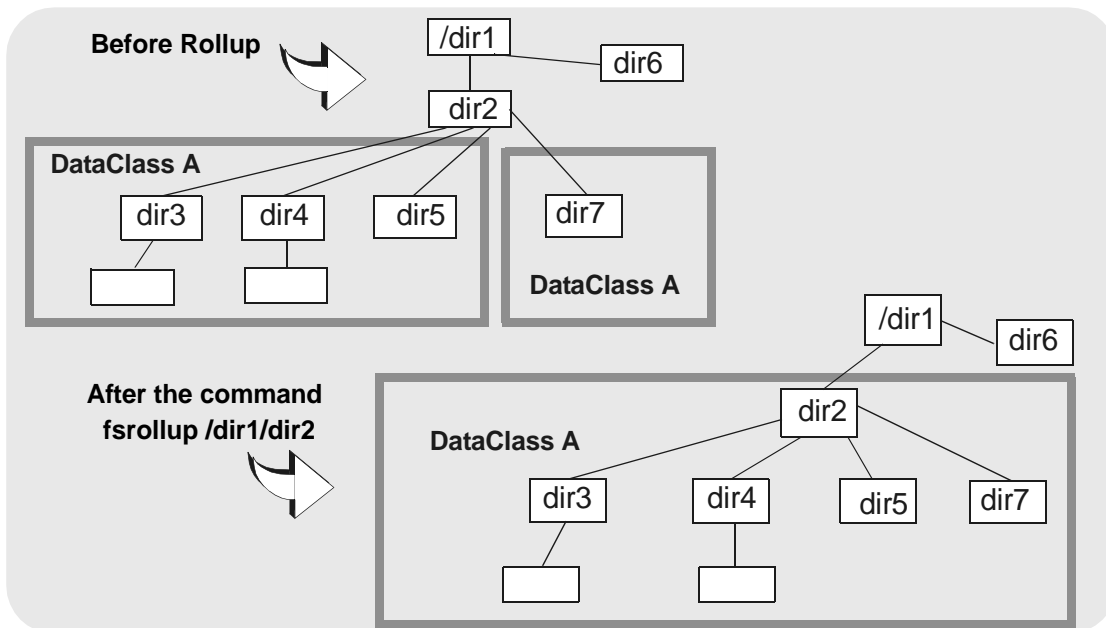 Before Rollup
/dir1
dir6
dir2
DataClass A
dir3
dir4
dir5
dir7
DataClass A
/dir1
dir6
After the command
fsrollup /dir1/dir2
dir2
DataClass A
dir3
dir4
dir5
dir7